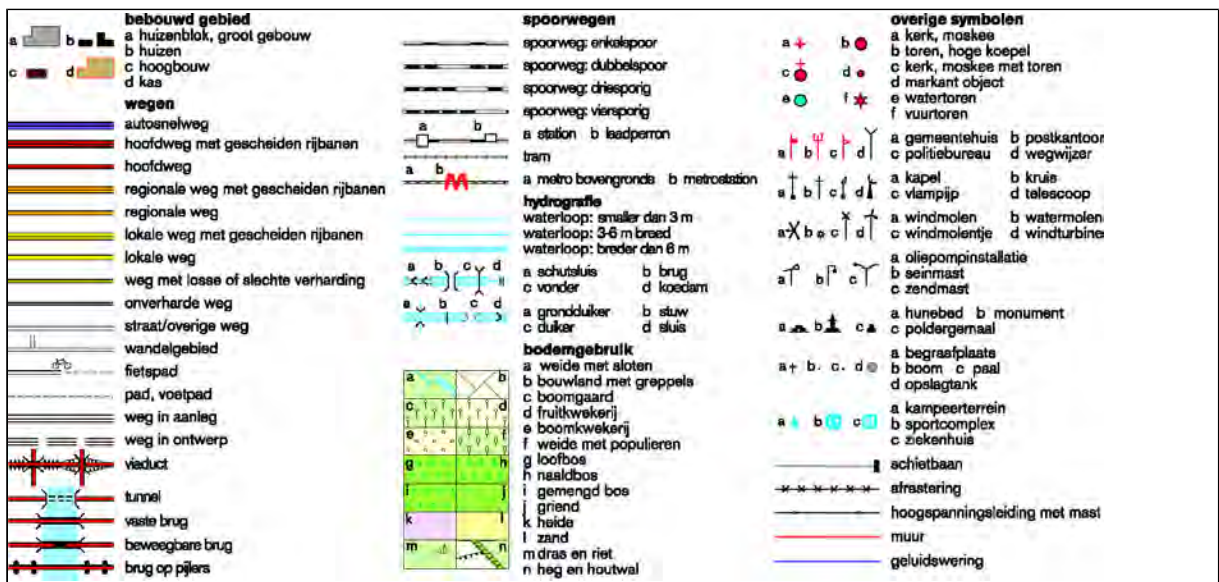 bebouwd gebied
a b a huizenblok, groot gebouw
b huizen
c d c hoogbouw
d kas
wegen
autosnelweg
hoofdweg met gescheiden rijbanen
hoofdweg
regionale weg met gescheiden rijbanen
regionale weg
lokale weg met gescheiden rijbanen
lokale weg
weg met losse of slechte verharding
onverharde weg
straat/overige weg
wandelgebied
fietspad
pad, voetpad
weg in aanleg
weg in ontwerp
viaduct
tunnel
vaste brug
beweegbare brug
brug op pijlers
spoorwegen
spoorweg: enkelspoor
spoorweg: dubbelspoor
spoorweg: driesporig
spoorweg: viersporig
a b
a station b laadperron
tram
a b
M
a metro bovengronds b metrostation
hydrografie
waterloop: smaller dan 3 m
waterloop: 3-6 m breed
waterloop: breder dan 6 m
a b c d
a schutsluis b brug
c vonder d koedam
a b c d
a grondduiker b stuw
c duiker d sluis
bodemgebruik
a weide met sloten
b bouwland met greppels
c boomgaard
d fruitkwekerij
e boomkwekerij
f weide met populieren
g loofbos
h naaldbos
i gemengd bos
j griend
k heide
l zand
m dras en riet
n heg en houtwal
a b
c d
e f
g h
i j
k l
m n
overige symbolen
a b a kerk, moskee
b toren, hoge koepel
c d c kerk, moskee met toren
d markant object
e f e watertoren
f vuurtoren
a b c d a gemeentehuis b postkantoor
c politiebureau d wegwijzer
a b c d a kapel b kruis
c vlampijp d telescoop
a b c d a windmolen b watermolen
c windmolentje d windturbine
a b c a oliepompinstallatie
b seinmast
c zendmast
a b c a hunebed b monument
c poldergemaal
a b c d a begraafplaats
b boom c paal
d opslagtank
a b c a kampeerterrein
b sportcomplex
c ziekenhuis
schietbaan
afrastering
hoogspanningsleiding met mast
muur
geluidswering